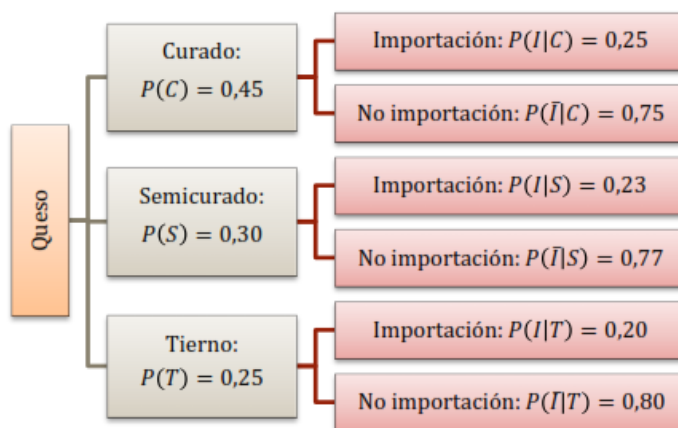 Queso
Curado:
P(C) = 0,45
Importación: P(I|C) = 0,25
No importación: P(Ī|C) = 0,75
Semicurado:
P(S) = 0,30
Importación: P(I|S) = 0,23
No importación: P(Ī|S) = 0,77
Tierno:
P(T) = 0,25
Importación: P(I|T) = 0,20
No importación: P(Ī|T) = 0,80